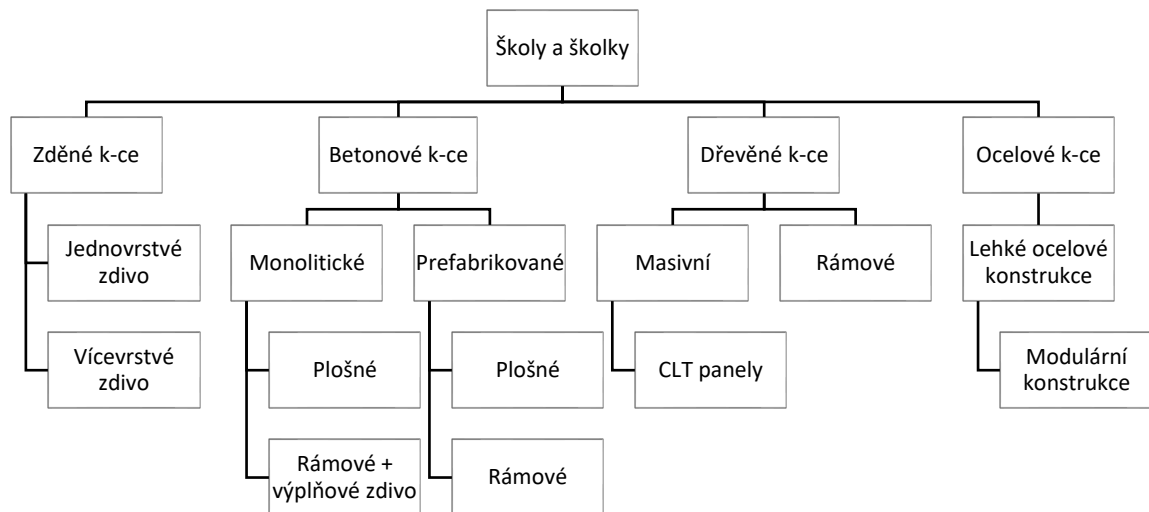 Školy a školky
Zděné k-ce
Betonové k-ce
Dřevěné k-ce
Ocelové k-ce
Jednovrstvé
zdivo
Monolitické
Prefabrikované
Masivní
Rámové
Lehké ocelové
konstrukce
Vícevrstvé
zdivo
Plošné
Plošné
CLT panely
Modulární
konstrukce
Rámové +
výplňové zdivo
Rámové